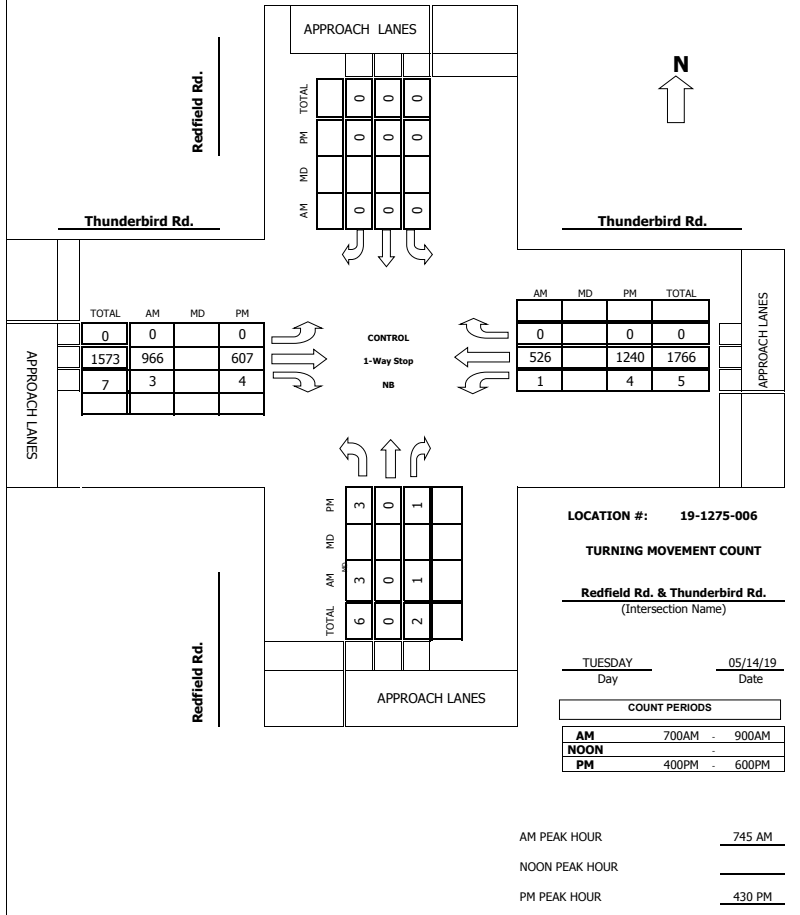 APPROACH LANES
N
Redfield Rd.
TOTAL 0 0 0
PM 0 0 0
MD
AM 0 0 0
Thunderbird Rd.
Thunderbird Rd.
TOTAL AM MD PM
0 0 0
1573 966 607
7 3 4
APPROACH LANES
CONTROL
1-Way Stop
NB
AM MD PM TOTAL
0 0 0
526 1240 1766
1 4 5
APPROACH LANES
PM 3 0 1
MD
MD
AM 3 0 1
TOTAL 6 0 2
Redfield Rd.
APPROACH LANES
LOCATION #: 19-1275-006
TURNING MOVEMENT COUNT
Redfield Rd. & Thunderbird Rd.
(Intersection Name)
TUESDAY 05/14/19
Day Date
COUNT PERIODS
AM 700AM - 900AM
NOON -
PM 400PM - 600PM
AM PEAK HOUR 745 AM
NOON PEAK HOUR
PM PEAK HOUR 430 PM